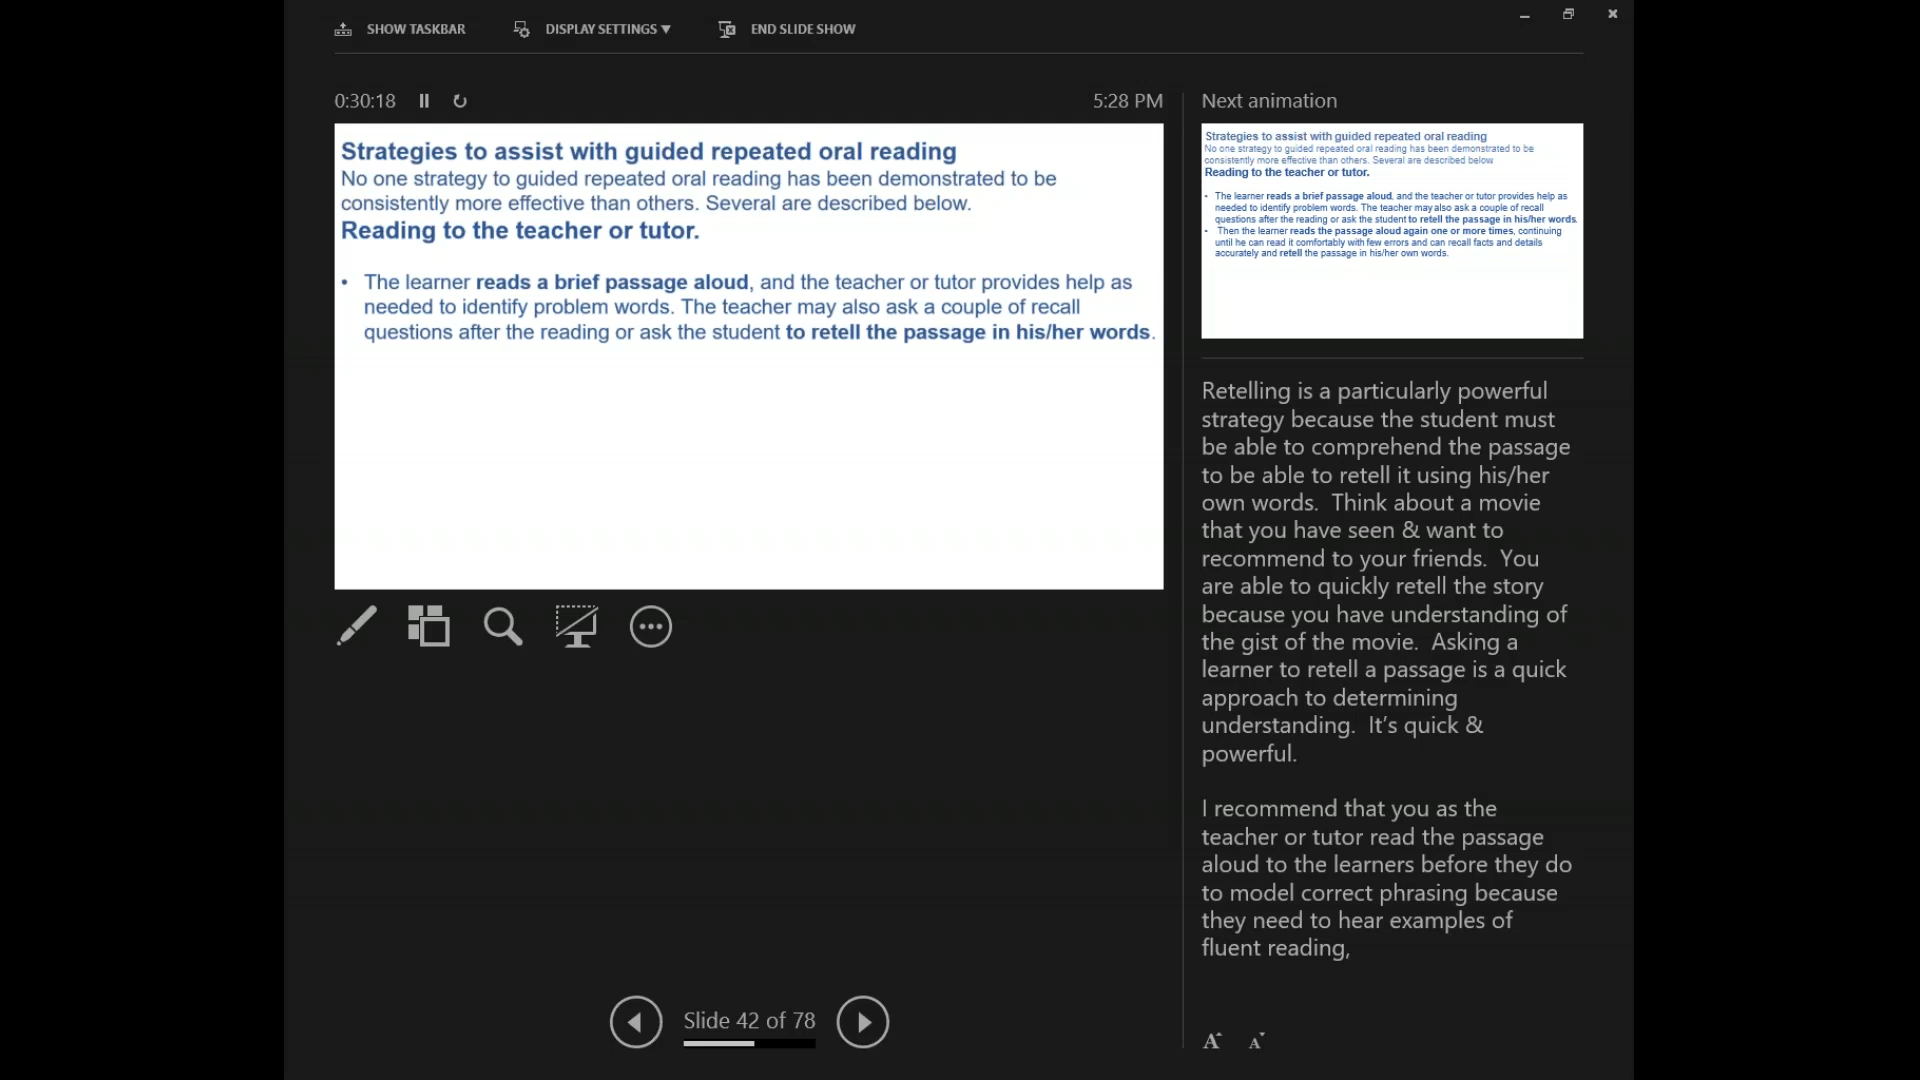 SHOW TASKBAR
DISPLAY SETTINGS ▼
END SLIDE SHOW
0:30:18
5:28 PM
Strategies to assist with guided repeated oral reading
No one strategy to guided repeated oral reading has been demonstrated to be
consistently more effective than others. Several are described below.
Reading to the teacher or tutor.
• The learner reads a brief passage aloud, and the teacher or tutor provides help as
needed to identify problem words. The teacher may also ask a couple of recall
questions after the reading or ask the student to retell the passage in his/her words.
Slide 42 of 78
Next animation
Strategies to assist with guided repeated oral reading
No one strategy to guided repeated oral reading has been demonstrated to be
consistently more effective than others. Several are described below
Reading to the teacher or tutor.
• The learner reads a brief passage aloud, and the teacher or tutor provides help as
needed to identify problem words. The teacher may also ask a couple of recall
questions after the reading or ask the student to retell the passage in his/her words.
• Then the learner reads the passage aloud again one or more times, continuing
until he can read it comfortably with few errors and can recall facts and details
accurately and retell the passage in his/her own words.
Retelling is a particularly powerful
strategy because the student must
be able to comprehend the passage
to be able to retell it using his/her
own words.  Think about a movie
that you have seen & want to
recommend to your friends.  You
are able to quickly retell the story
because you have understanding of
the gist of the movie.  Asking a
learner to retell a passage is a quick
approach to determining
understanding.  It’s quick &
powerful.
I recommend that you as the
teacher or tutor read the passage
aloud to the learners before they do
to model correct phrasing because
they need to hear examples of
fluent reading,
A A